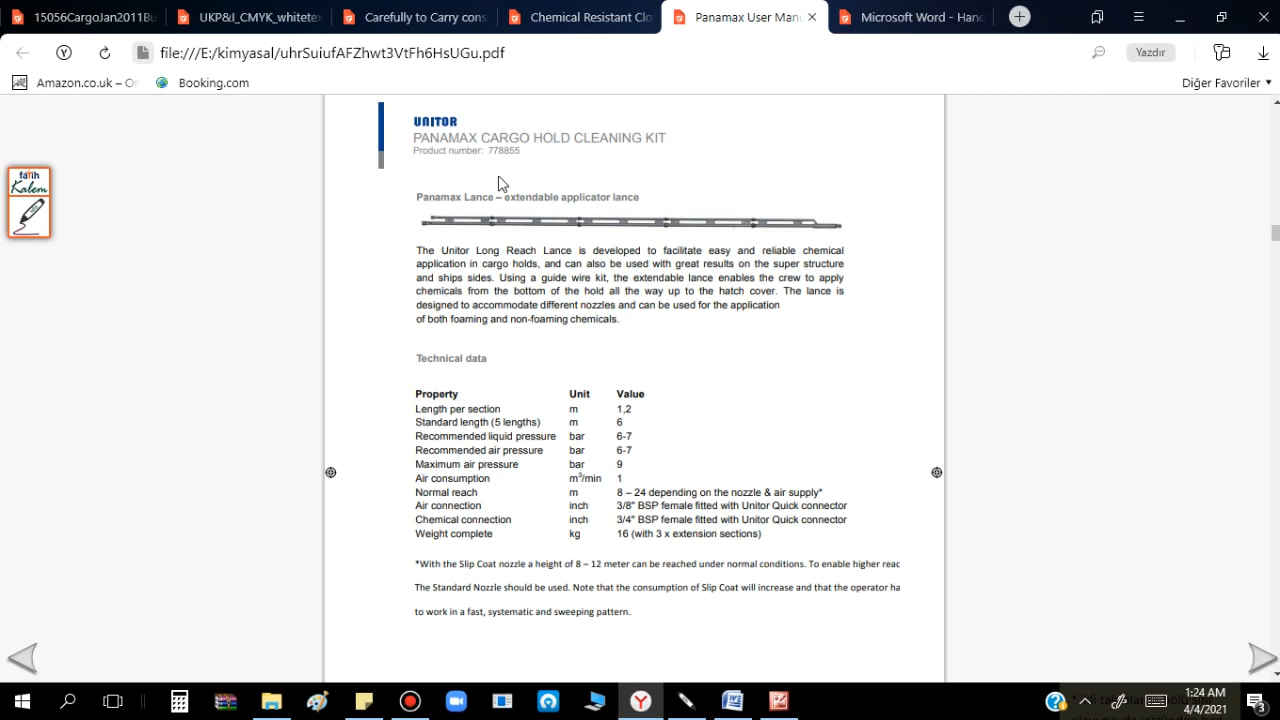 15056CargoJan2011Bu
UKP&I_CMYK_whitetex
Carefully to Carry cons
Chemical Resistant Clo
Panamax User Manu
Microsoft Word - Hand
file:///E:/kimyasal/uhrSuiufAFZhwt3VtFh6HsUGu.pdf
Yazdır
Amazon.co.uk – On
Booking.com
Diğer Favoriler
fatih
Kalem
UNITOR
PANAMAX CARGO HOLD CLEANING KIT
Product number: 778855
Panamax Lance – extendable applicator lance
The Unitor Long Reach Lance is developed to facilitate easy and reliable chemical
application in cargo holds, and can also be used with great results on the super structure
and ships sides. Using a guide wire kit, the extendable lance enables the crew to apply
chemicals from the bottom of the hold all the way up to the hatch cover. The lance is
designed to accommodate different nozzles and can be used for the application
of both foaming and non-foaming chemicals.
Technical data
Property Unit Value
Length per section m 1,2
Standard length (5 lengths) m 6
Recommended liquid pressure bar 6-7
Recommended air pressure bar 6-7
Maximum air pressure bar 9
Air consumption m³/min 1
Normal reach m 8 – 24 depending on the nozzle & air supply*
Air connection inch 3/8" BSP female fitted with Unitor Quick connector
Chemical connection inch 3/4" BSP female fitted with Unitor Quick connector
Weight complete kg 16 (with 3 x extension sections)
*With the Slip Coat nozzle a height of 8 – 12 meter can be reached under normal conditions. To enable higher reac
The Standard Nozzle should be used. Note that the consumption of Slip Coat will increase and that the operator ha
to work in a fast, systematic and sweeping pattern.
1:24 AM
4/4/2021
3